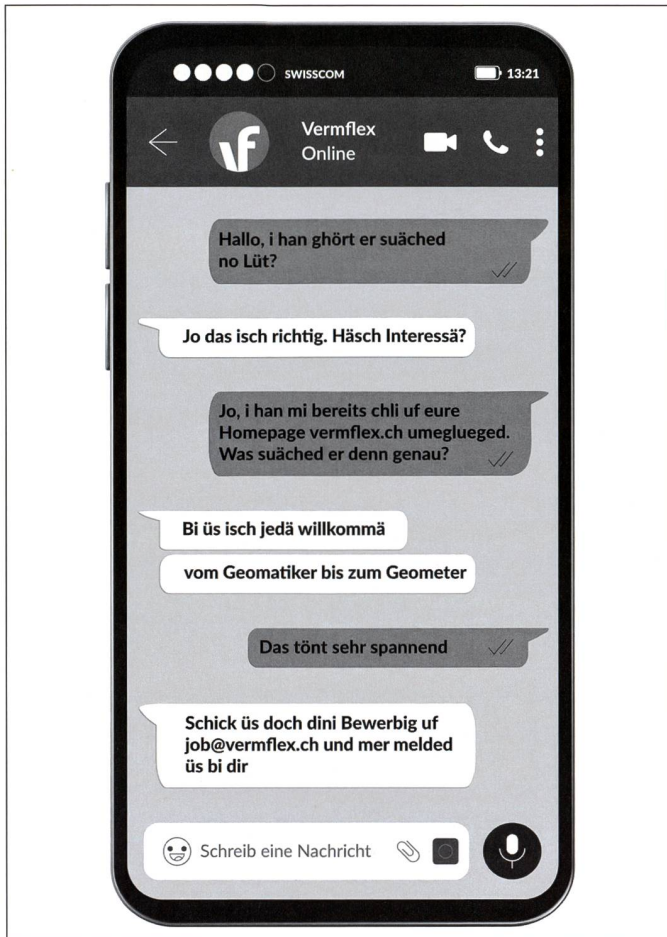 SWISSCOM
13:21
Vermflex
Online
Hallo, i han ghört er suäched
no Lüt?
Jo das isch richtig. Häsch Interessä?
Jo, i han mi bereits chli uf eure
Homepage vermflex.ch umeglueged.
Was suäched er denn genau?
Bi üs isch jedä willkommä
vom Geomatiker bis zum Geometer
Das tönt sehr spannend
Schick üs doch dini Bewerbig uf
job@vermflex.ch und mer melded
üs bi dir
Schreib eine Nachricht